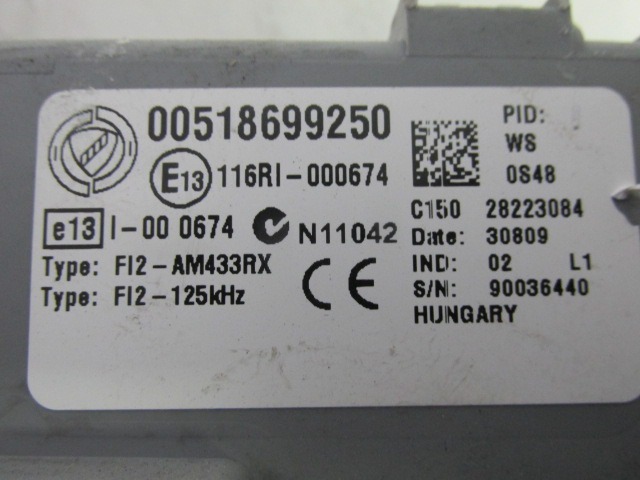 00518699250
E13 116RI-000674
e13 I-00 0674 N11042
Type: FI2-AM433RX
Type: FI2-125kHz
CE
PID:
WS
0S48
C150 28223084
Date: 30809
IND: 02 L1
S/N: 90036440
HUNGARY